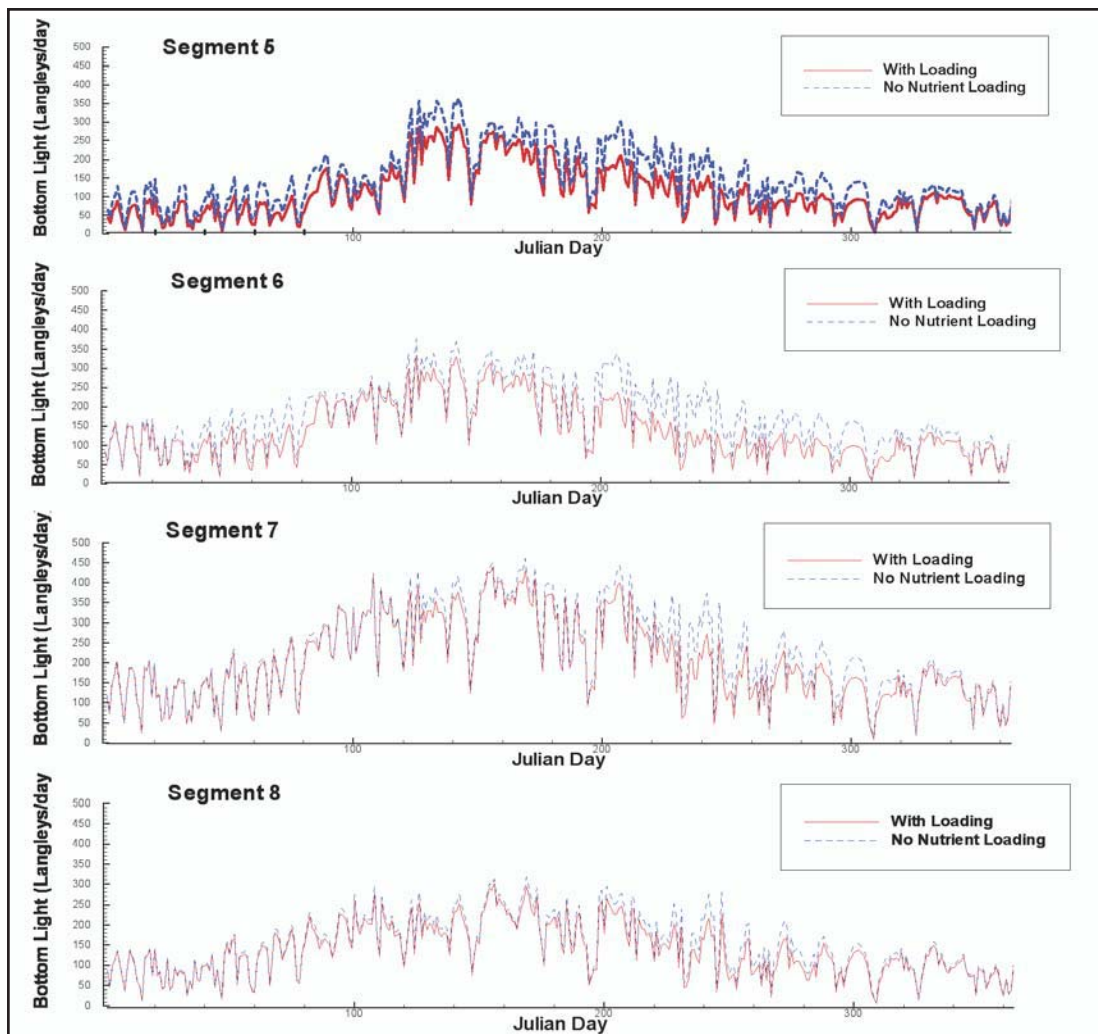 Segment 5
With Loading
No Nutrient Loading
Bottom Light (Langleys/day
500
450
400
350
300
250
200
150
100
50
0
100
200
300
Julian Day
Segment 6
With Loading
No Nutrient Loading
Bottom Light (Langleys/day
500
450
400
350
300
250
200
150
100
50
0
100
200
300
Julian Day
Segment 7
With Loading
No Nutrient Loading
Bottom Light (Langleys/day
500
450
400
350
300
250
200
150
100
50
0
100
200
300
Julian Day
Segment 8
With Loading
No Nutrient Loading
Bottom Light (Langleys/day
500
450
400
350
300
250
200
150
100
50
0
100
200
300
Julian Day